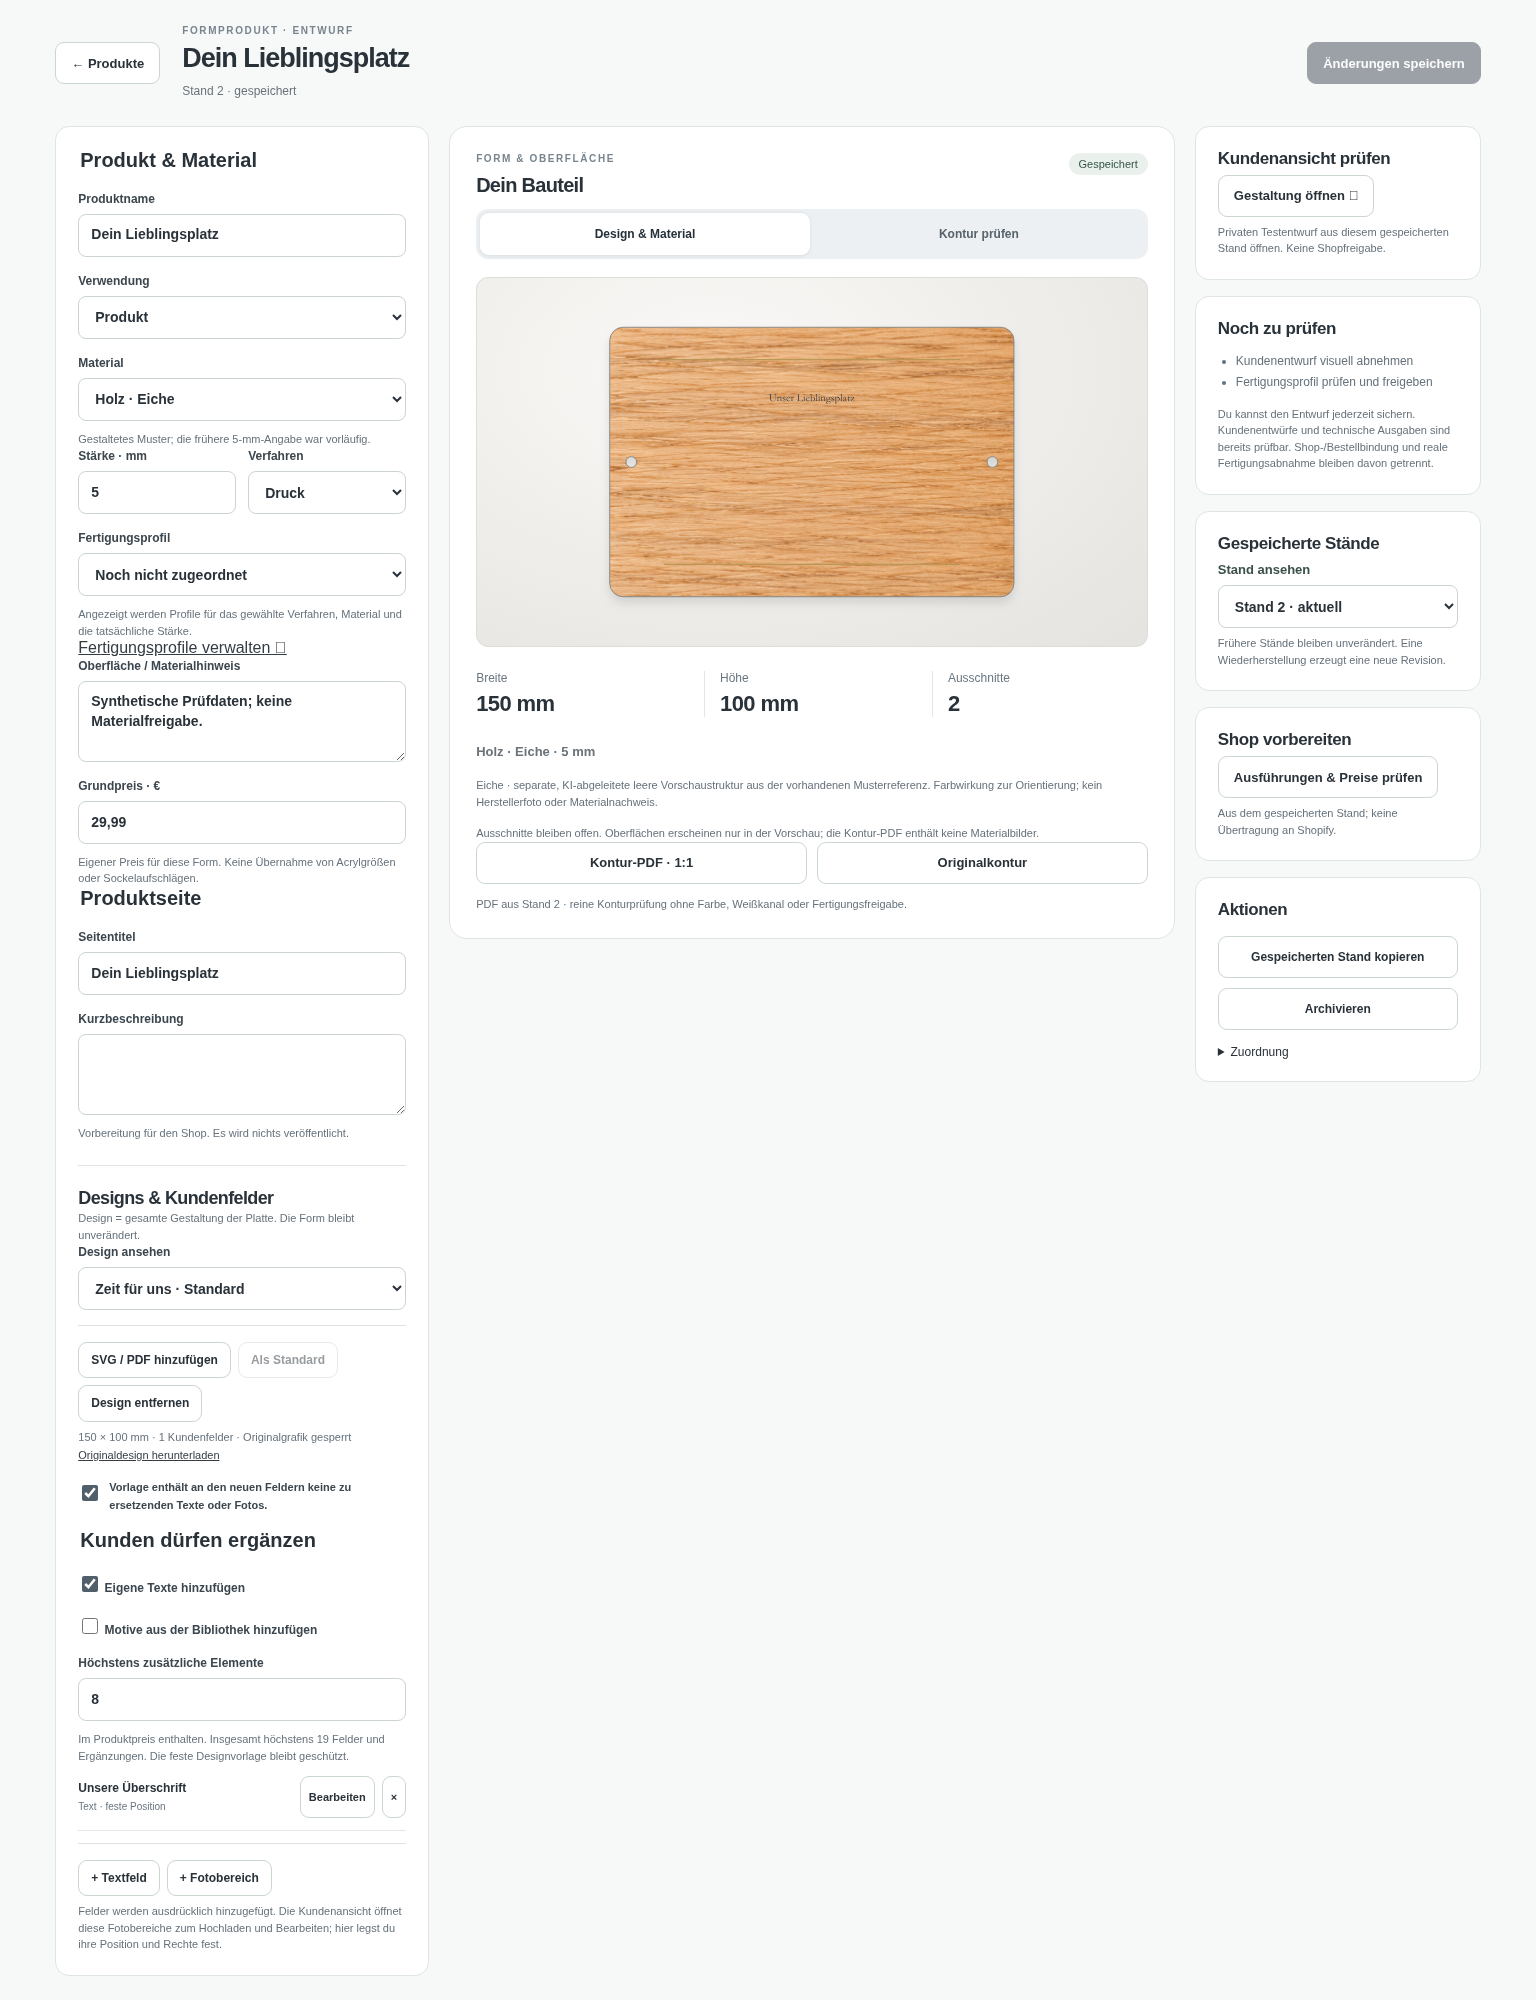 ← Produkte
FORMPRODUKT · ENTWURF
Dein Lieblingsplatz
Stand 2 · gespeichert
Änderungen speichern
Produkt & Material
Produktname
Dein Lieblingsplatz
Verwendung
Produkt
Material
Holz · Eiche
Gestaltetes Muster; die frühere 5-mm-Angabe war vorläufig.
Stärke · mm
Verfahren
5
Druck
Fertigungsprofil
Noch nicht zugeordnet
Angezeigt werden Profile für das gewählte Verfahren, Material und
die tatsächliche Stärke.
Fertigungsprofile verwalten
Oberfläche / Materialhinweis
Synthetische Prüfdaten; keine
Materialfreigabe.
Grundpreis · €
29,99
Eigener Preis für diese Form. Keine Übernahme von Acrylgrößen
oder Sockelaufschlägen.
Produktseite
Seitentitel
Dein Lieblingsplatz
Kurzbeschreibung
Vorbereitung für den Shop. Es wird nichts veröffentlicht.
Designs & Kundenfelder
Design = gesamte Gestaltung der Platte. Die Form bleibt
unverändert.
Design ansehen
Zeit für uns · Standard
SVG / PDF hinzufügen
Als Standard
Design entfernen
150 × 100 mm · 1 Kundenfelder · Originalgrafik gesperrt
Originaldesign herunterladen
Vorlage enthält an den neuen Feldern keine zu
ersetzenden Texte oder Fotos.
Kunden dürfen ergänzen
Eigene Texte hinzufügen
Motive aus der Bibliothek hinzufügen
Höchstens zusätzliche Elemente
8
Im Produktpreis enthalten. Insgesamt höchstens 19 Felder und
Ergänzungen. Die feste Designvorlage bleibt geschützt.
Unsere Überschrift
Text · feste Position
Bearbeiten
×
+ Textfeld
+ Fotobereich
Felder werden ausdrücklich hinzugefügt. Die Kundenansicht öffnet
diese Fotobereiche zum Hochladen und Bearbeiten; hier legst du
ihre Position und Rechte fest.
FORM & OBERFLÄCHE
Dein Bauteil
Gespeichert
Design & Material
Kontur prüfen
Unser Lieblingsplatz
Breite
150 mm
Höhe
100 mm
Ausschnitte
2
Holz · Eiche · 5 mm
Eiche · separate, KI-abgeleitete leere Vorschaustruktur aus der vorhandenen Musterreferenz. Farbwirkung zur Orientierung; kein
Herstellerfoto oder Materialnachweis.
Ausschnitte bleiben offen. Oberflächen erscheinen nur in der Vorschau; die Kontur-PDF enthält keine Materialbilder.
Kontur-PDF · 1:1
Originalkontur
PDF aus Stand 2 · reine Konturprüfung ohne Farbe, Weißkanal oder Fertigungsfreigabe.
Kundenansicht prüfen
Gestaltung öffnen
Privaten Testentwurf aus diesem gespeicherten
Stand öffnen. Keine Shopfreigabe.
Noch zu prüfen
• Kundenentwurf visuell abnehmen
• Fertigungsprofil prüfen und freigeben
Du kannst den Entwurf jederzeit sichern.
Kundenentwürfe und technische Ausgaben sind
bereits prüfbar. Shop-/Bestellbindung und reale
Fertigungsabnahme bleiben davon getrennt.
Gespeicherte Stände
Stand ansehen
Stand 2 · aktuell
Frühere Stände bleiben unverändert. Eine
Wiederherstellung erzeugt eine neue Revision.
Shop vorbereiten
Ausführungen & Preise prüfen
Aus dem gespeicherten Stand; keine
Übertragung an Shopify.
Aktionen
Gespeicherten Stand kopieren
Archivieren
Zuordnung